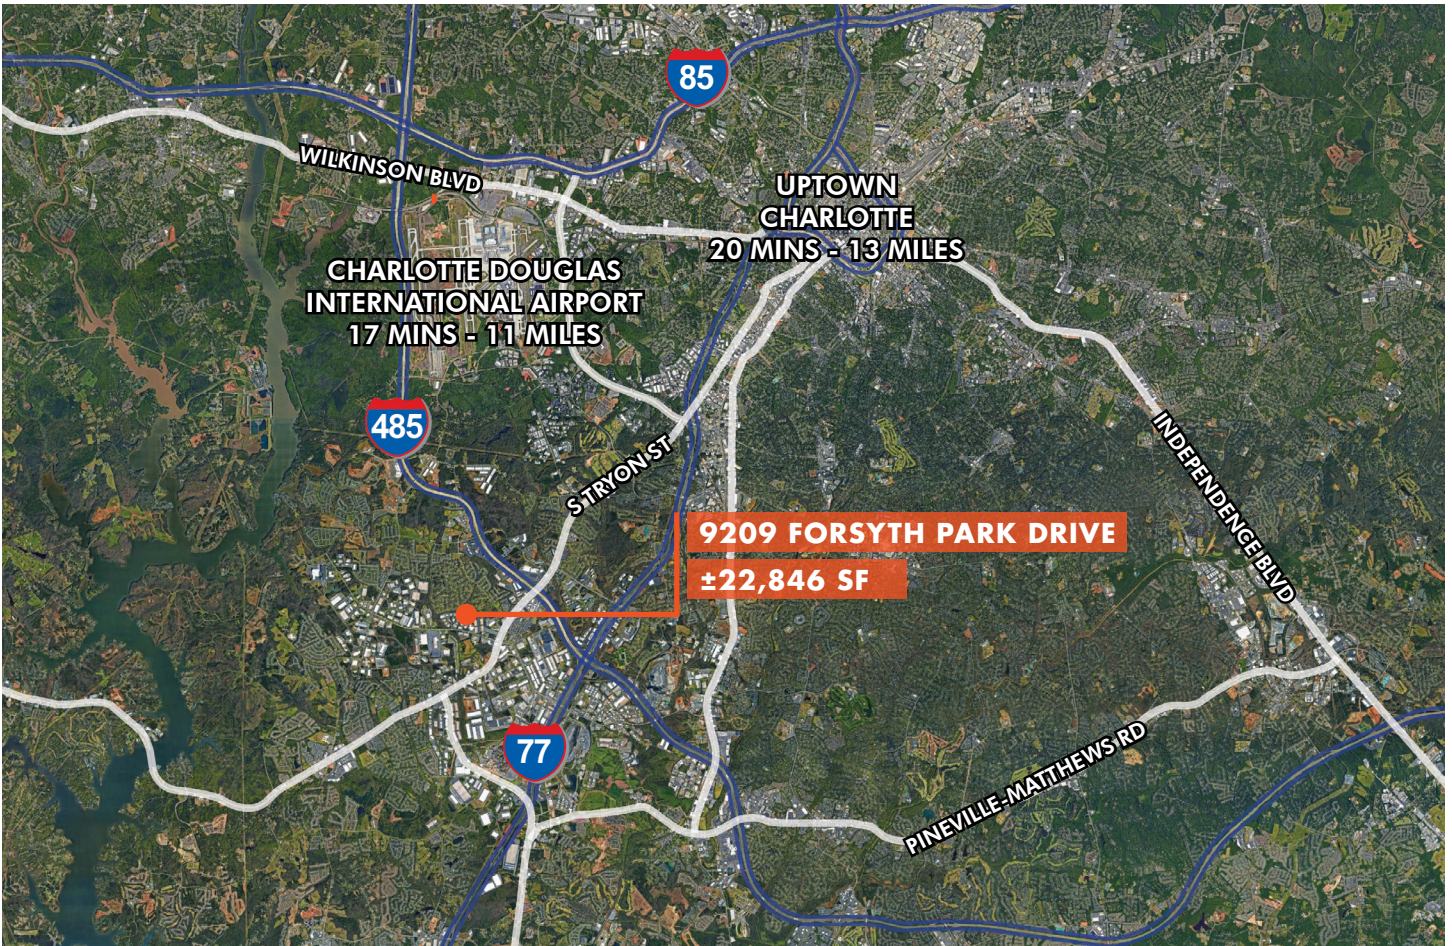 85
WILKINSON BLVD
UPTOWN
CHARLOTTE
20 MINS - 13 MILES
CHARLOTTE DOUGLAS
INTERNATIONAL AIRPORT
17 MINS - 11 MILES
485
S TRYON ST
INDEPENDENCE BLVD
9209 FORSYTH PARK DRIVE
±22,846 SF
77
PINEVILLE-MATTHEWS RD